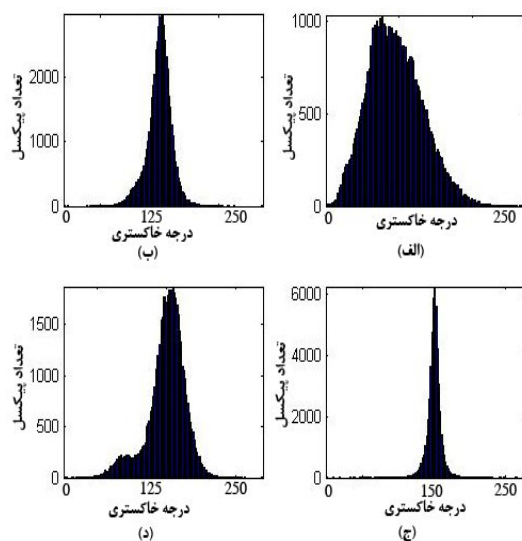 تعداد پیکسل
1000
500
0
0
250
درجه خاکستری
(الف)
تعداد پیکسل
2000
1000
0
0
125
250
درجه خاکستری
(ب)
تعداد پیکسل
6000
4000
2000
0
0
150
250
درجه خاکستری
(ج)
تعداد پیکسل
1500
1000
500
0
0
125
250
درجه خاکستری
(د)